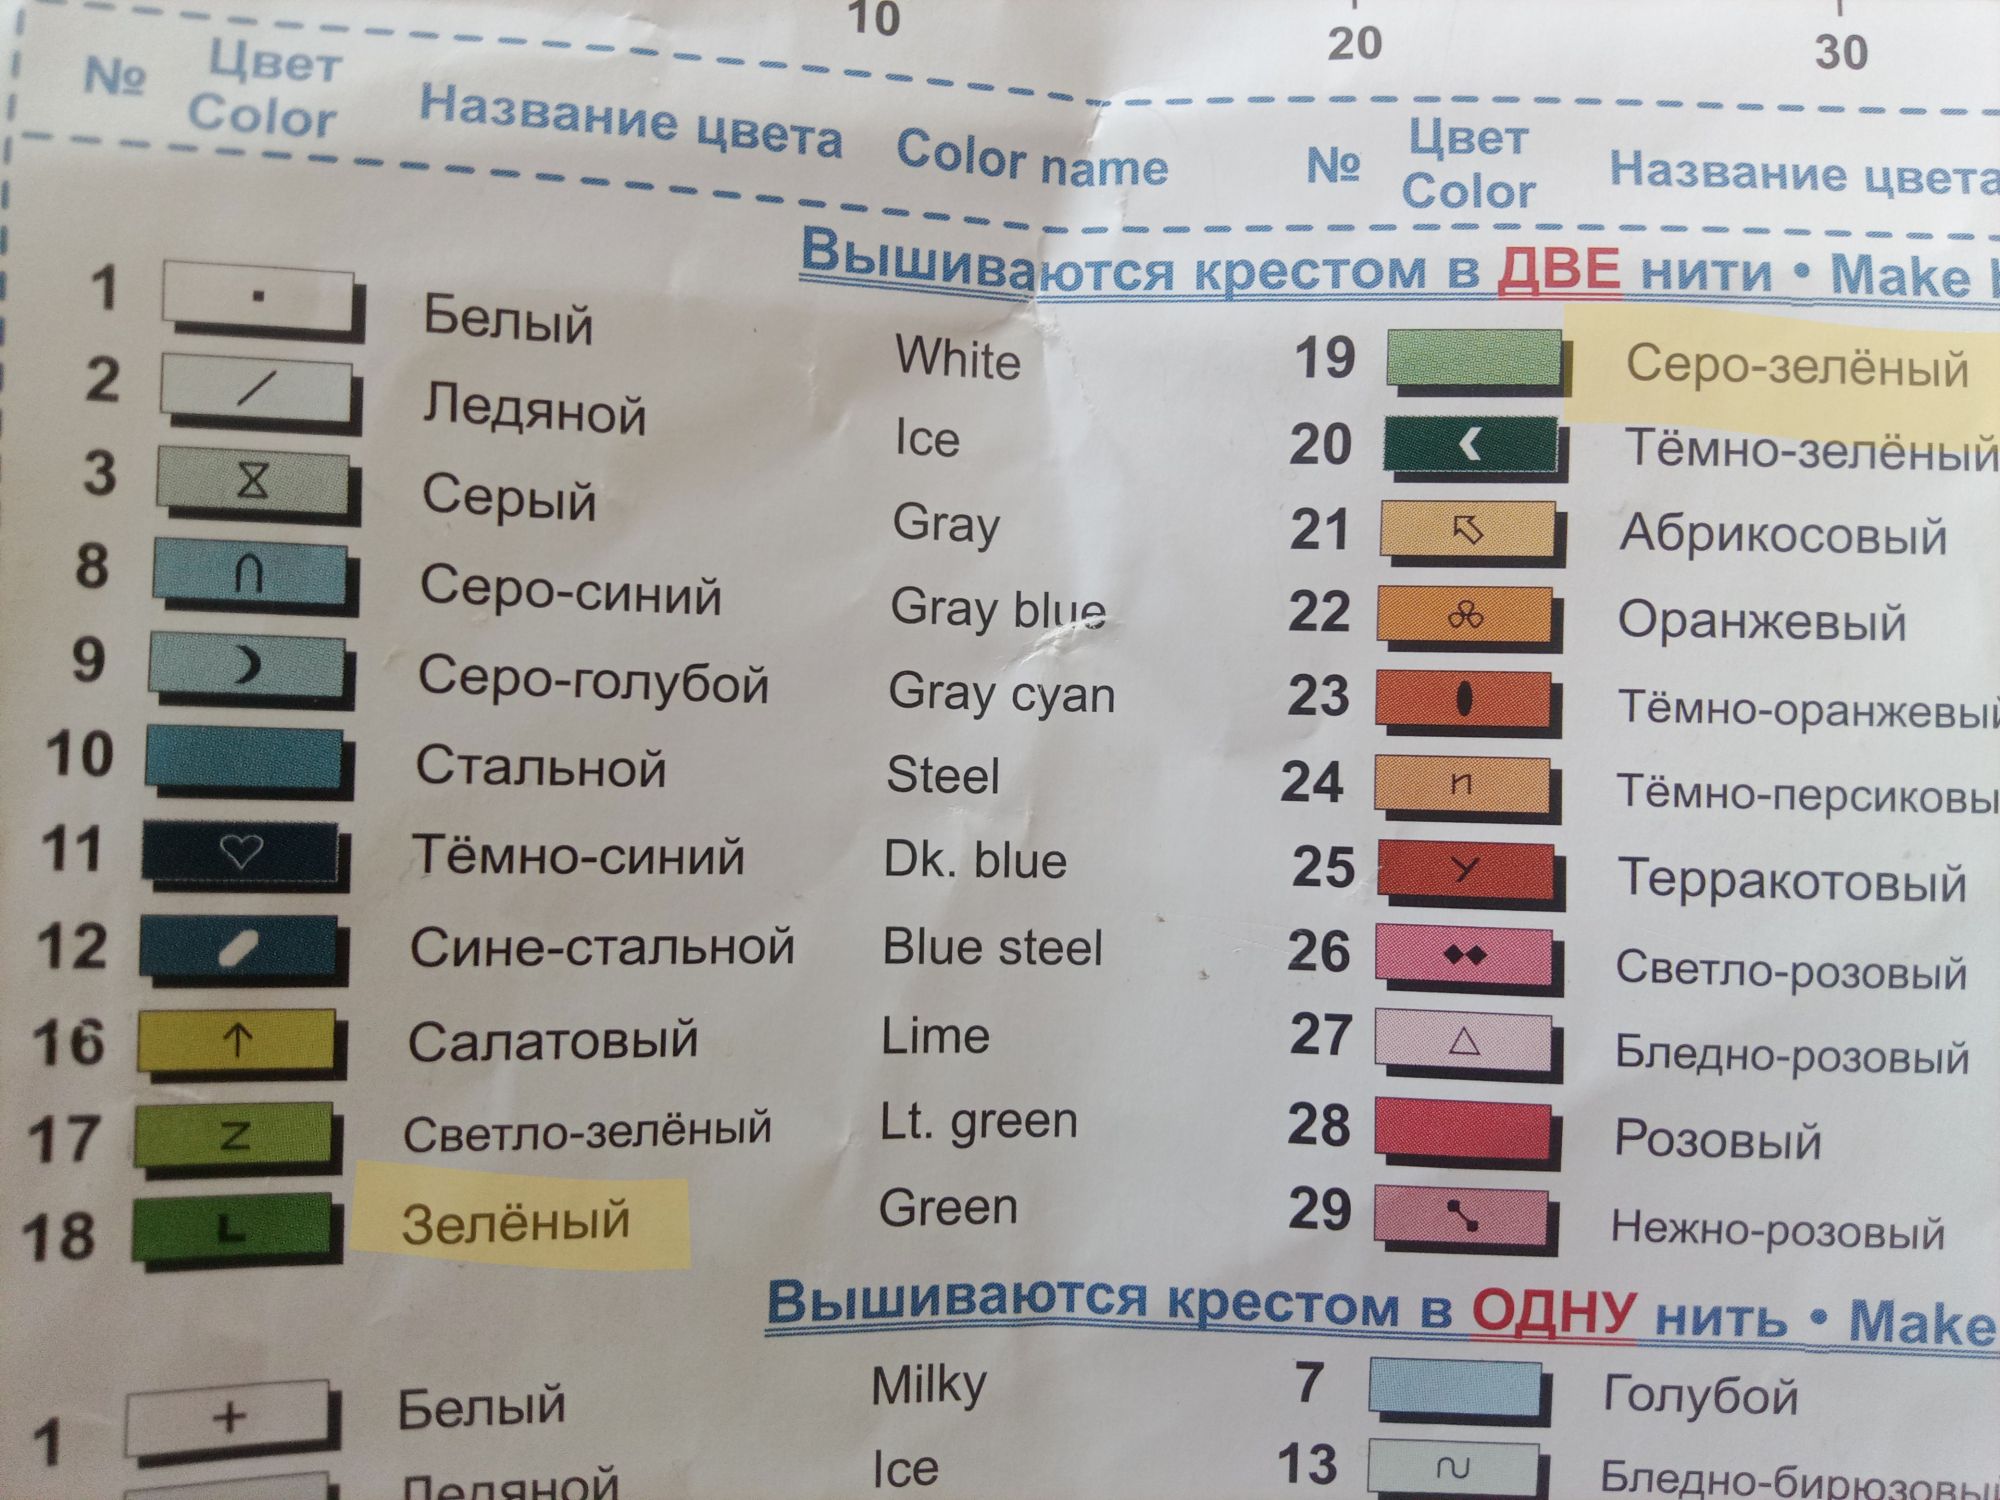 10 20 30
№ Цвет Color Название цвета Color name № Цвет Color Название цвета
Вышиваются крестом в ДВЕ нити • Make
1 Белый White 19 Серо-зелёный
2 Ледяной Ice 20 Тёмно-зелёный
3 Серый Gray 21 Абрикосовый
8 Серо-синий Gray blue 22 Оранжевый
9 Серо-голубой Gray cyan 23 Тёмно-оранжевый
10 Стальной Steel 24 Тёмно-персиковы
11 Тёмно-синий Dk. blue 25 Терракотовый
12 Сине-стальной Blue steel 26 Светло-розовый
16 Салатовый Lime 27 Бледно-розовый
17 Светло-зелёный Lt. green 28 Розовый
18 Зелёный Green 29 Нежно-розовый
Вышиваются крестом в ОДНУ нить • Make
1 Белый Milky 7 Голубой
Ледяной Ice 13 Бледно-бирюзовы